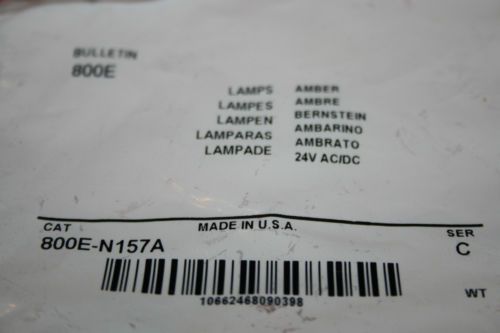 BULLETIN
800E
LAMPS AMBER
LAMPES AMBRE
LAMPEN BERNSTEIN
LAMPARAS AMBARINO
LAMPADE AMBRATO
24V AC/DC
CAT MADE IN U.S.A. SER
800E-N157A C
10662468090398 WT